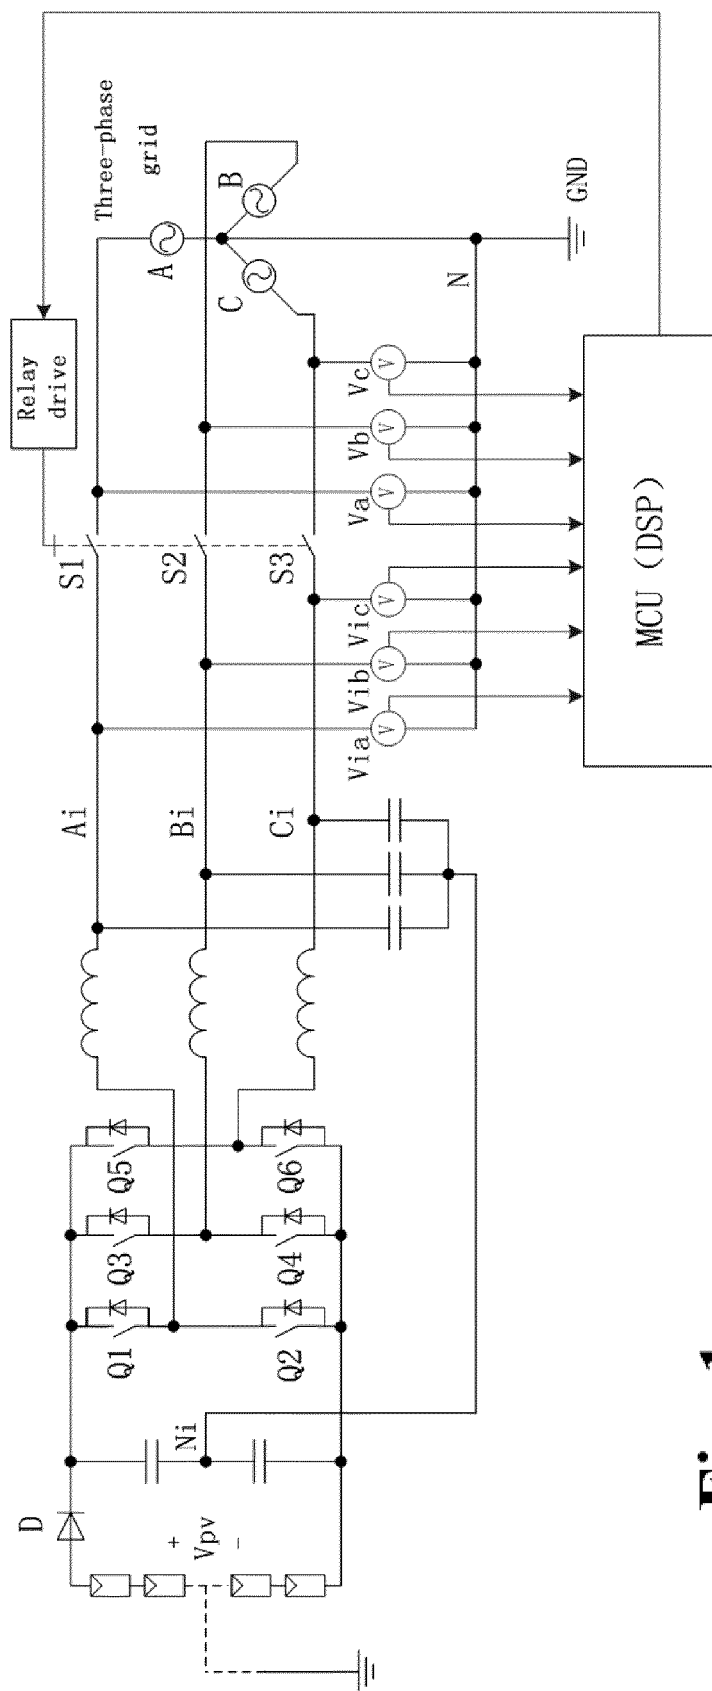 Three-phase
grid
Relay
drive
A
B
C
N
GND
S1
S2
S3
Va
Vb
Vc
Via
Vib
Vic
V
V
V
V
V
V
MCU (DSP)
Ai
Bi
Ci
Q1
Q3
Q5
Q2
Q4
Q6
D
Ni
+
Vpv
-